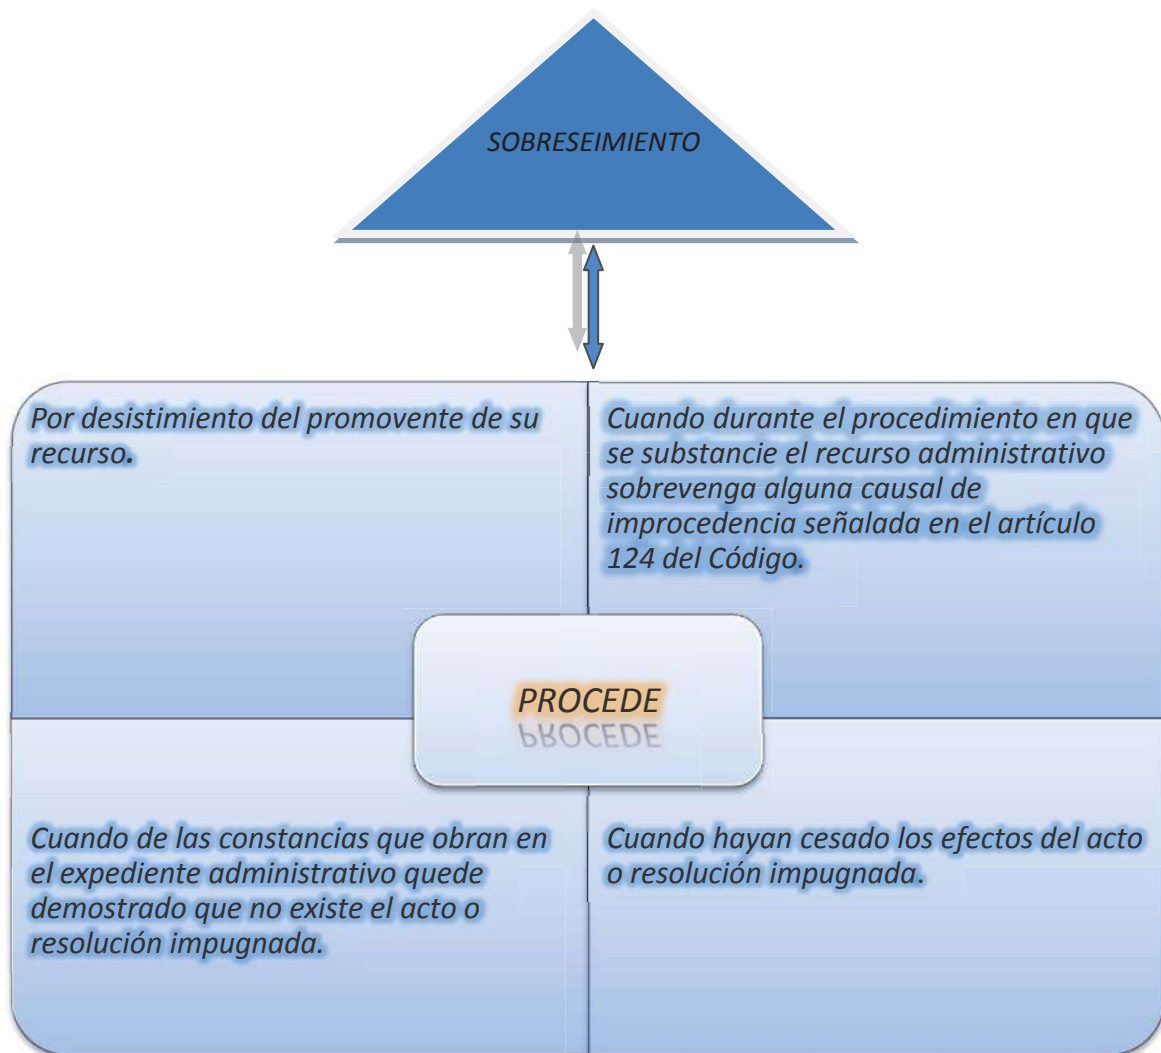 SOBRESEIMIENTO
Por desistimiento del promovente de su
recurso.
Cuando durante el procedimiento en que
se substancie el recurso administrativo
sobrevenga alguna causal de
improcedencia señalada en el artículo
124 del Código.
PROCEDE
Cuando de las constancias que obran en
el expediente administrativo quede
demostrado que no existe el acto o
resolución impugnada.
Cuando hayan cesado los efectos del acto
o resolución impugnada.